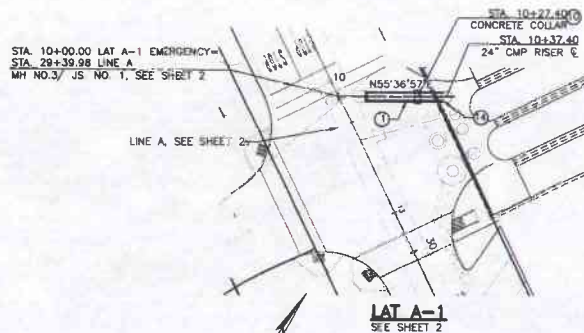 STA. 10+27.40
CONCRETE COLLAR
STA. 10+37.40
24" CMP RISER ℄
STA. 10+00.00 LAT A-1 EMERGENCY=
STA. 29+39.98 LINE A
MH NO.3/ JS NO. 1, SEE SHEET 2
10
N55°36'57"E
1
14
LINE A, SEE SHEET 2
LAT A-1
SEE SHEET 2